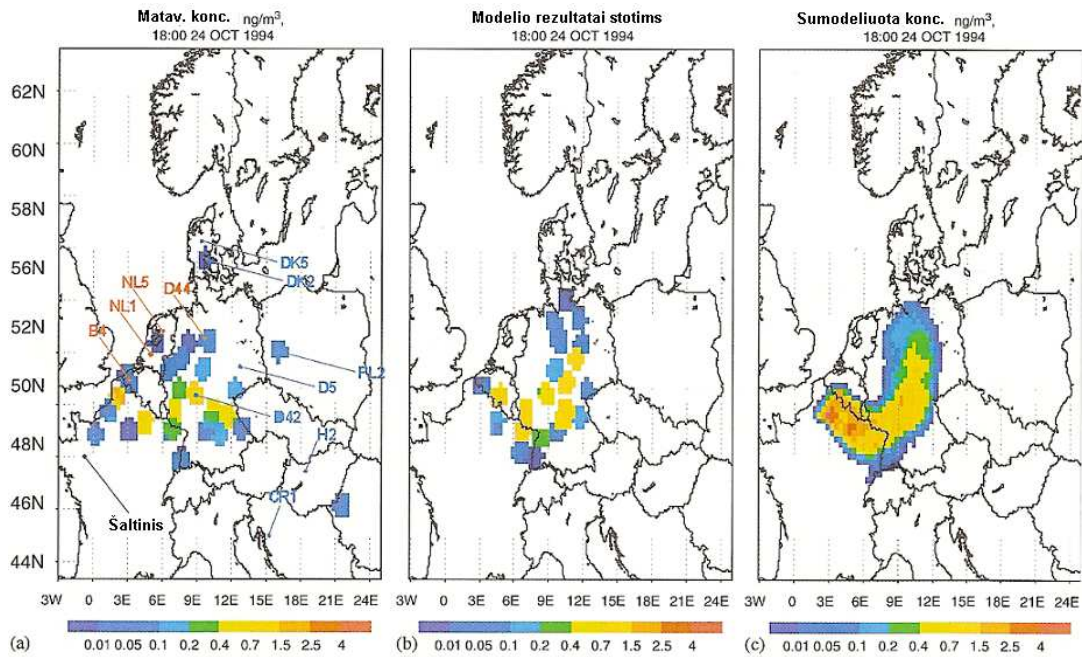 Matav. konc. ng/m³,
18:00 24 OCT 1994
Modelio rezultatai stotims
18:00 24 OCT 1994
Sumodeliuota konc. ng/m³,
18:00 24 OCT 1994
62N
60N
58N
56N
52N
50N
48N
46N
44N
DK5
DK2
NL5
D44
NL1
B4
PL2
D5
D42
H2
CR1
Šaltinis
3W 0 3E 6E 9E 12E 15E 18E 21E 24E
3W 0 3E 6E 9E 12E 15E 18E 21E 24E
3W 0 3E 6E 9E 12E 15E 18E 21E 24E
(a) 0.01 0.05 0.1 0.2 0.4 0.7 1.5 2.5 4
(b) 0.01 0.05 0.1 0.2 0.4 0.7 1.5 2.5 4
(c) 0.01 0.05 0.1 0.2 0.4 0.7 1.5 2.5 4